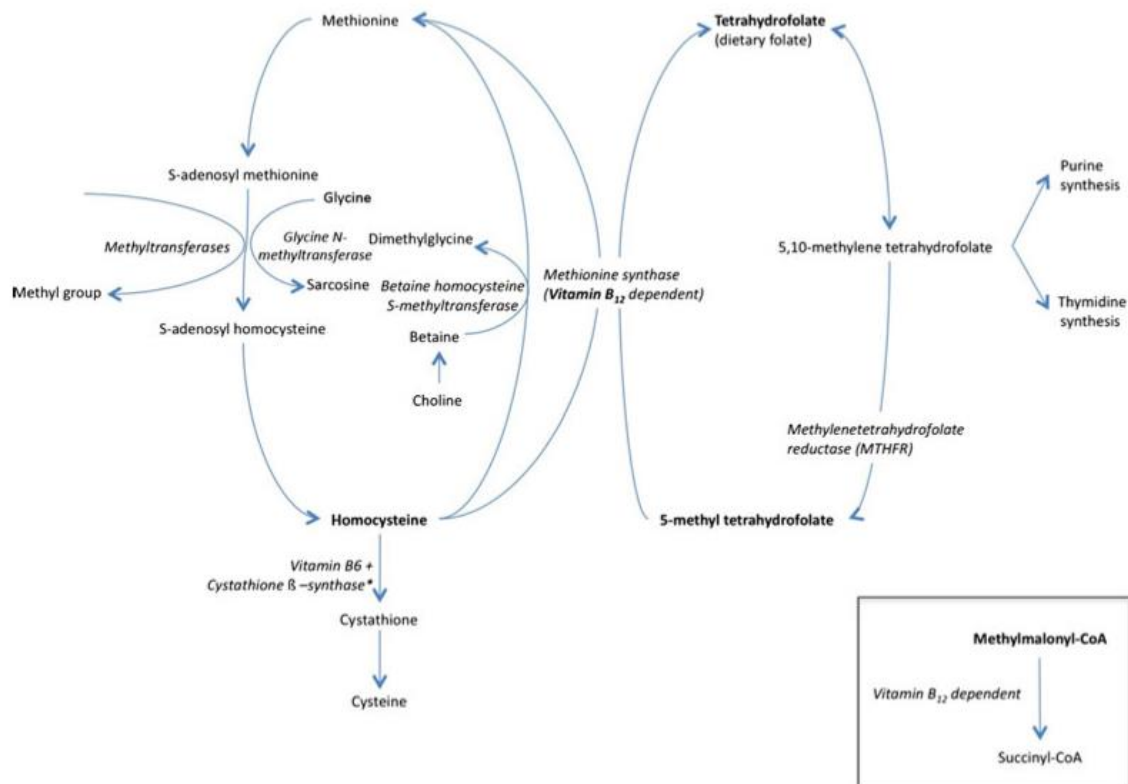 Methionine
Tetrahydrofolate
(dietary folate)
S-adenosyl methionine
Glycine
Methyltransferases
Glycine N-
methyltransferase
Dimethylglycine
Methyl group
Sarcosine
Betaine homocysteine
S-methyltransferase
S-adenosyl homocysteine
Betaine
Choline
Methionine synthase
(Vitamin B₁₂ dependent)
5,10-methylene tetrahydrofolate
Purine
synthesis
Thymidine
synthesis
Methylenetetrahydrofolate
reductase (MTHFR)
Homocysteine
5-methyl tetrahydrofolate
Vitamin B6 +
Cystathione ß –synthase*
Cystathione
Cysteine
Methylmalonyl-CoA
Vitamin B₁₂ dependent
Succinyl-CoA